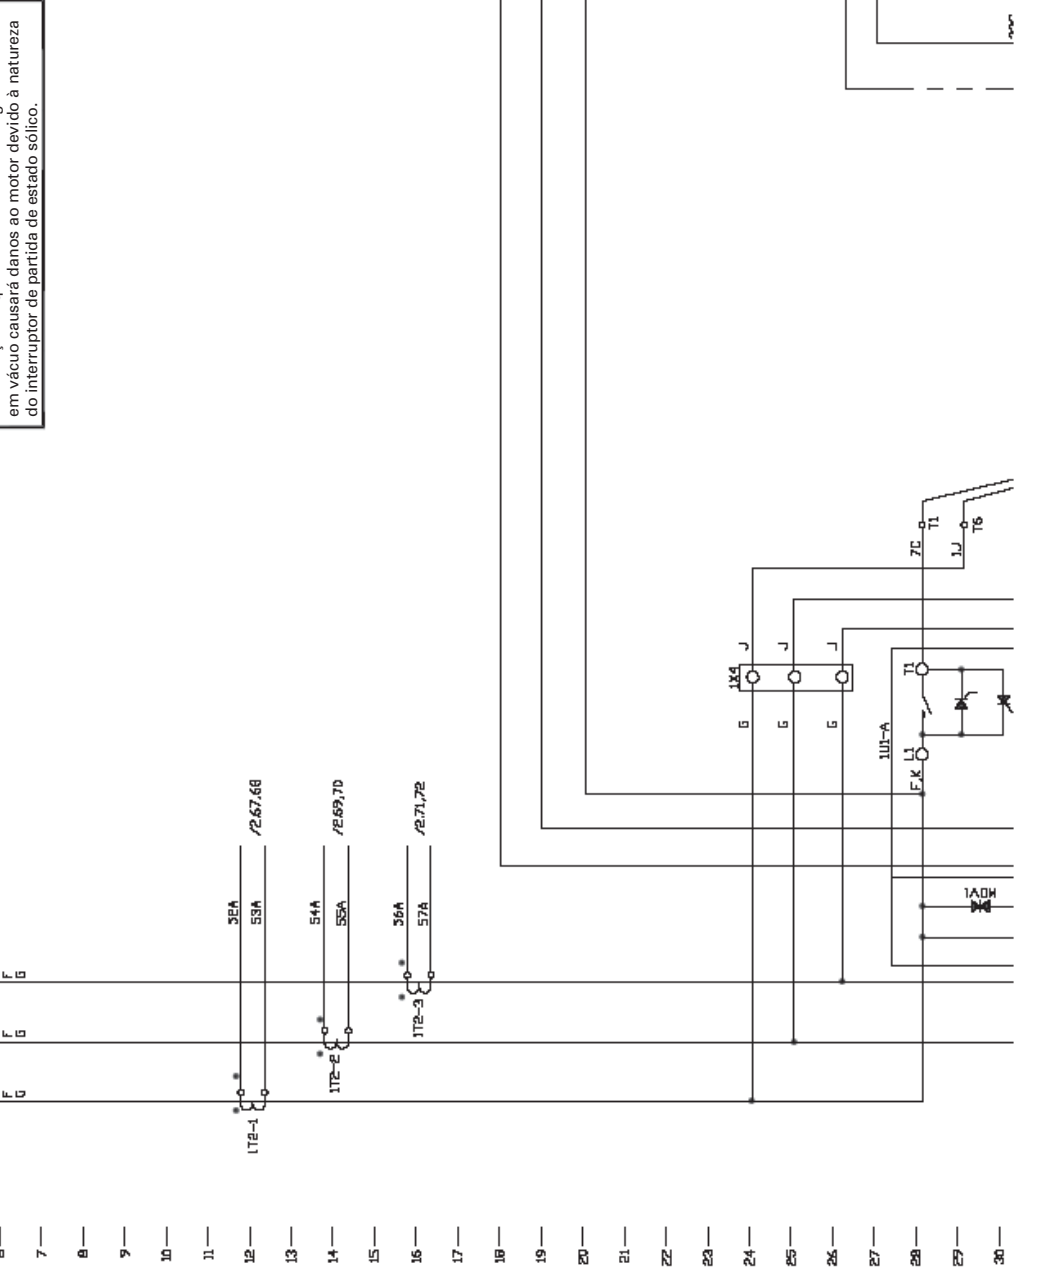 em vácuo causará danos ao motor devido à natureza
do interruptor de partida de estado sólico.
T1
T6
7C
1J
J
J
J
1X4
T1
G
G
G
1U1-A
L1
F,K
/2.67,68
/2.69,70
/2.71,72
52A
53A
54A
55A
56A
57A
MOV1
F
G
F
G
F
G
1T2-3
1T2-2
1T2-1
7
8
9
10
11
12
13
14
15
16
17
18
19
20
21
22
23
24
25
26
27
28
29
30